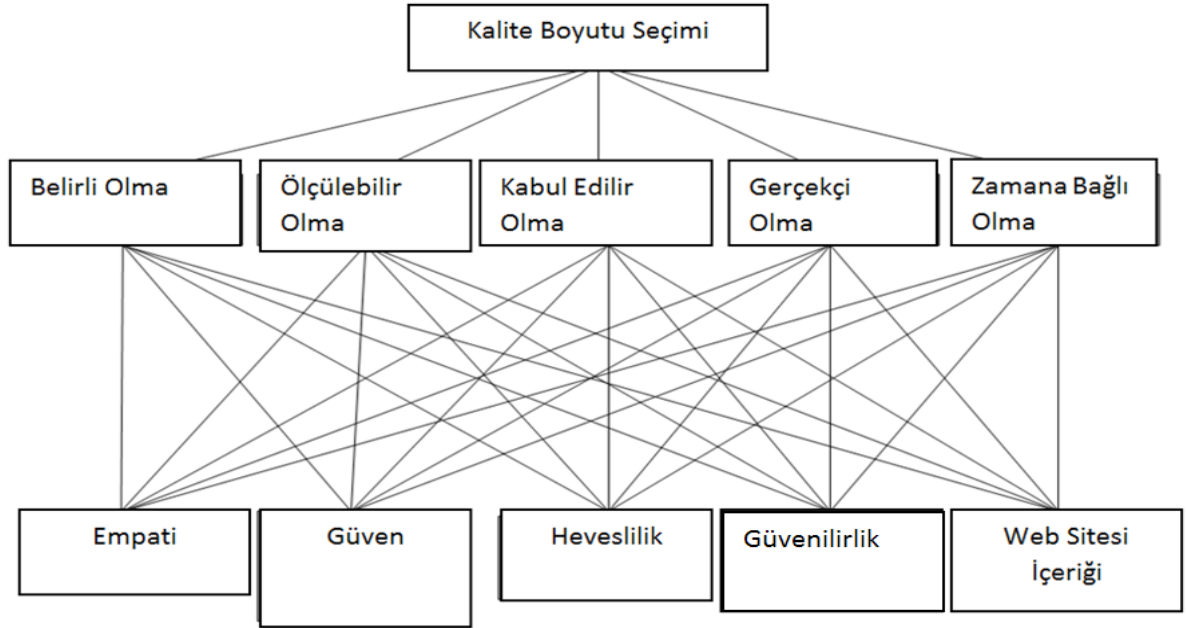 Kalite Boyutu Seçimi
Belirli Olma
Ölçülebilir
Olma
Kabul Edilir
Olma
Gerçekçi
Olma
Zamana Bağlı
Olma
Empati
Güven
Heveslilik
Güvenilirlik
Web Sitesi
İçeriği